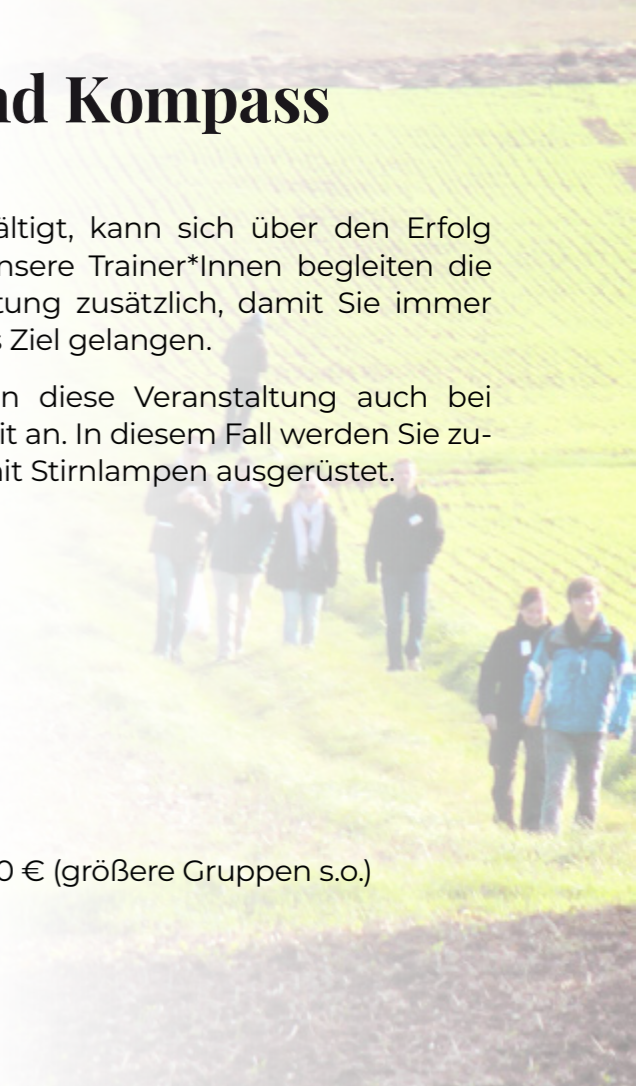 nd Kompass
ältigt, kann sich über den Erfolg
nsere Trainer*Innen begleiten die
tung zusätzlich, damit Sie immer
s Ziel gelangen.
n diese Veranstaltung auch bei
it an. In diesem Fall werden Sie zu-
it Stirnlampen ausgerüstet.
0 € (größere Gruppen s.o.)